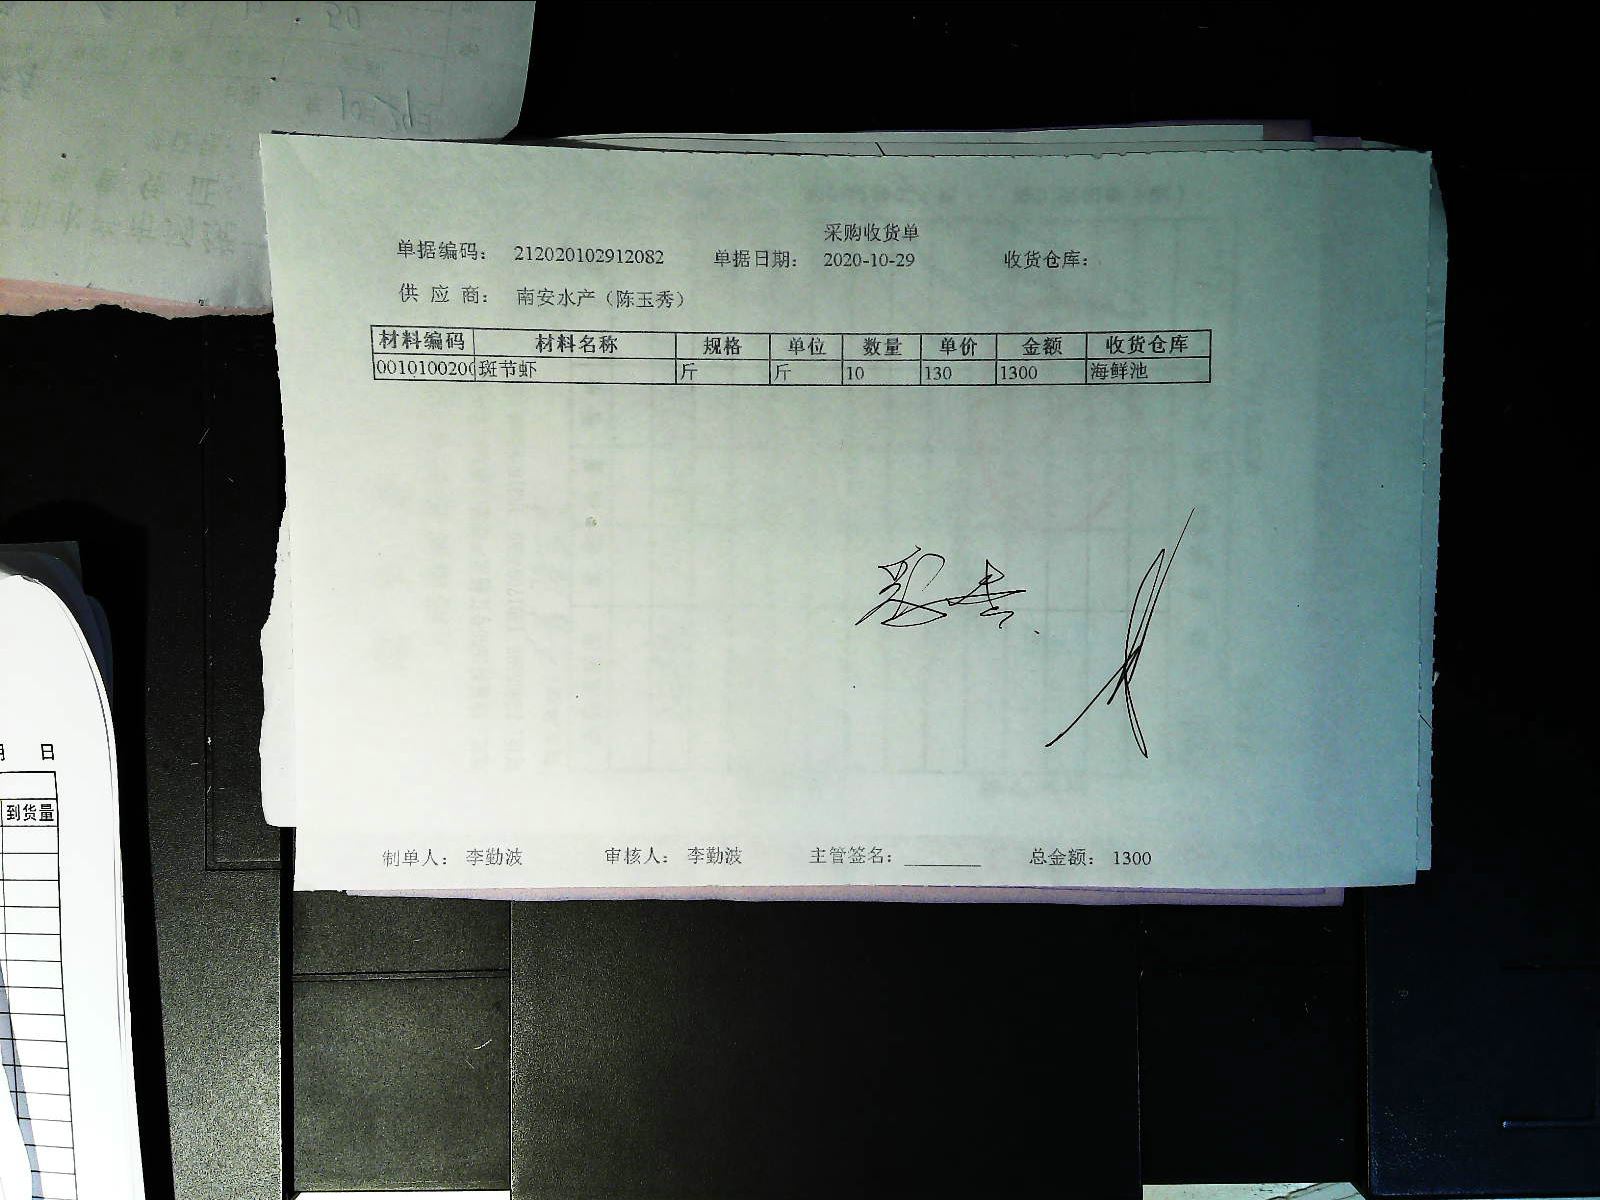 采购收货单
单据编码： 212020102912082 单据日期： 2020-10-29 收货仓库：
供 应 商： 南安水产（陈玉秀）
材料编码 材料名称 规格 单位 数量 单价 金额 收货仓库
0010100200 斑节虾 斤 斤 10 130 1300 海鲜池
制单人： 李勤波 审核人： 李勤波 主管签名： ________ 总金额： 1300
月 日
到货量